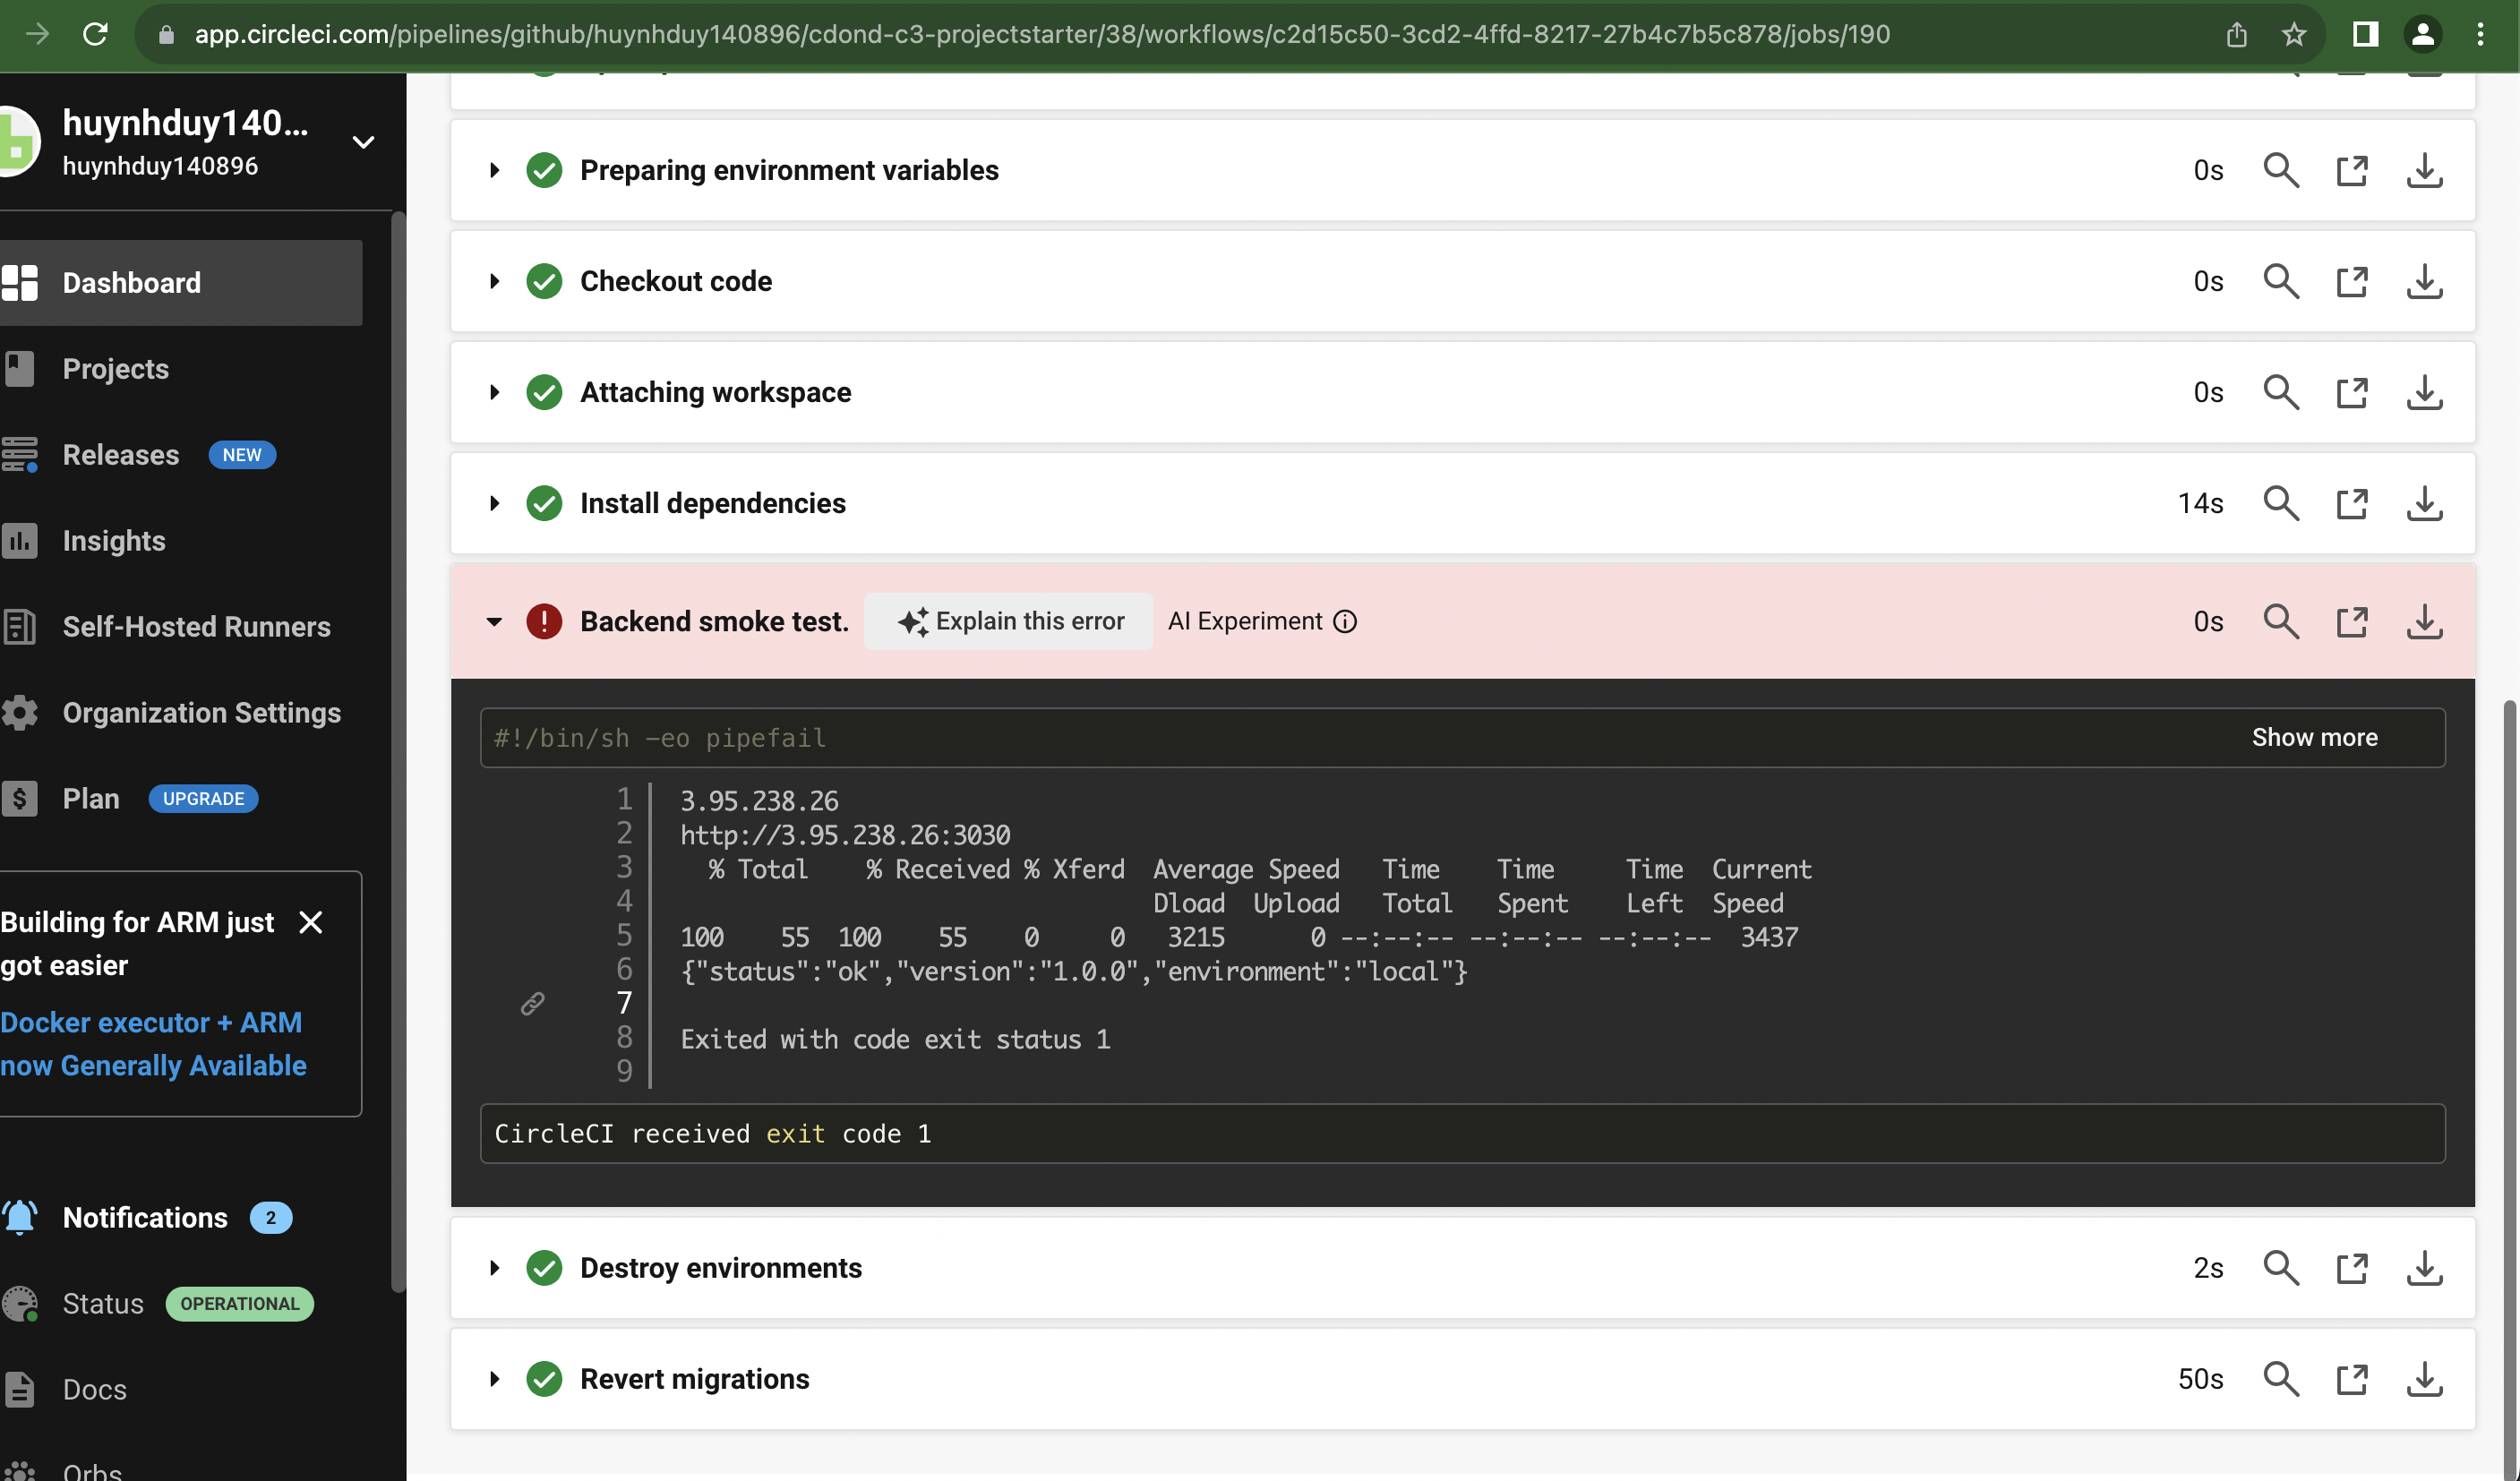 app.circleci.com/pipelines/github/huynhduy140896/cdond-c3-projectstarter/38/workflows/c2d15c50-3cd2-4ffd-8217-27b4c7b5c878/jobs/190
huynhduy140...
huynhduy140896
Dashboard
Projects
Releases NEW
Insights
Self-Hosted Runners
Organization Settings
Plan UPGRADE
Building for ARM just
got easier
Docker executor + ARM
now Generally Available
Notifications 2
Status OPERATIONAL
Docs
Orbs
Preparing environment variables 0s
Checkout code 0s
Attaching workspace 0s
Install dependencies 14s
Backend smoke test. Explain this error AI Experiment 0s
#!/bin/sh -eo pipefail Show more
1 3.95.238.26
2 http://3.95.238.26:3030
3 % Total % Received % Xferd Average Speed Time Time Time Current
4 Dload Upload Total Spent Left Speed
5 100 55 100 55 0 0 3215 0 --:--:-- --:--:-- --:--:-- 3437
6 {"status":"ok","version":"1.0.0","environment":"local"}
7
8 Exited with code exit status 1
9
CircleCI received exit code 1
Destroy environments 2s
Revert migrations 50s